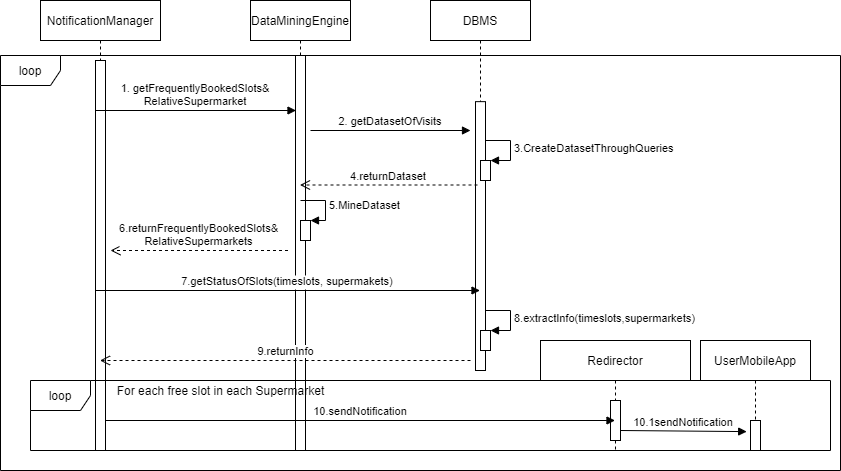 NotificationManager
DataMiningEngine
DBMS
loop
1. getFrequentlyBookedSlots&
RelativeSupermarket
2. getDatasetOfVisits
3.CreateDatasetThroughQueries
4.returnDataset
5.MineDataset
6.returnFrequentlyBookedSlots&
RelativeSupermarkets
7.getStatusOfSlots(timeslots, supermakets)
8.extractInfo(timeslots,supermarkets)
9.returnInfo
Redirector
UserMobileApp
loop
For each free slot in each Supermarket
10.sendNotification
10.1sendNotification